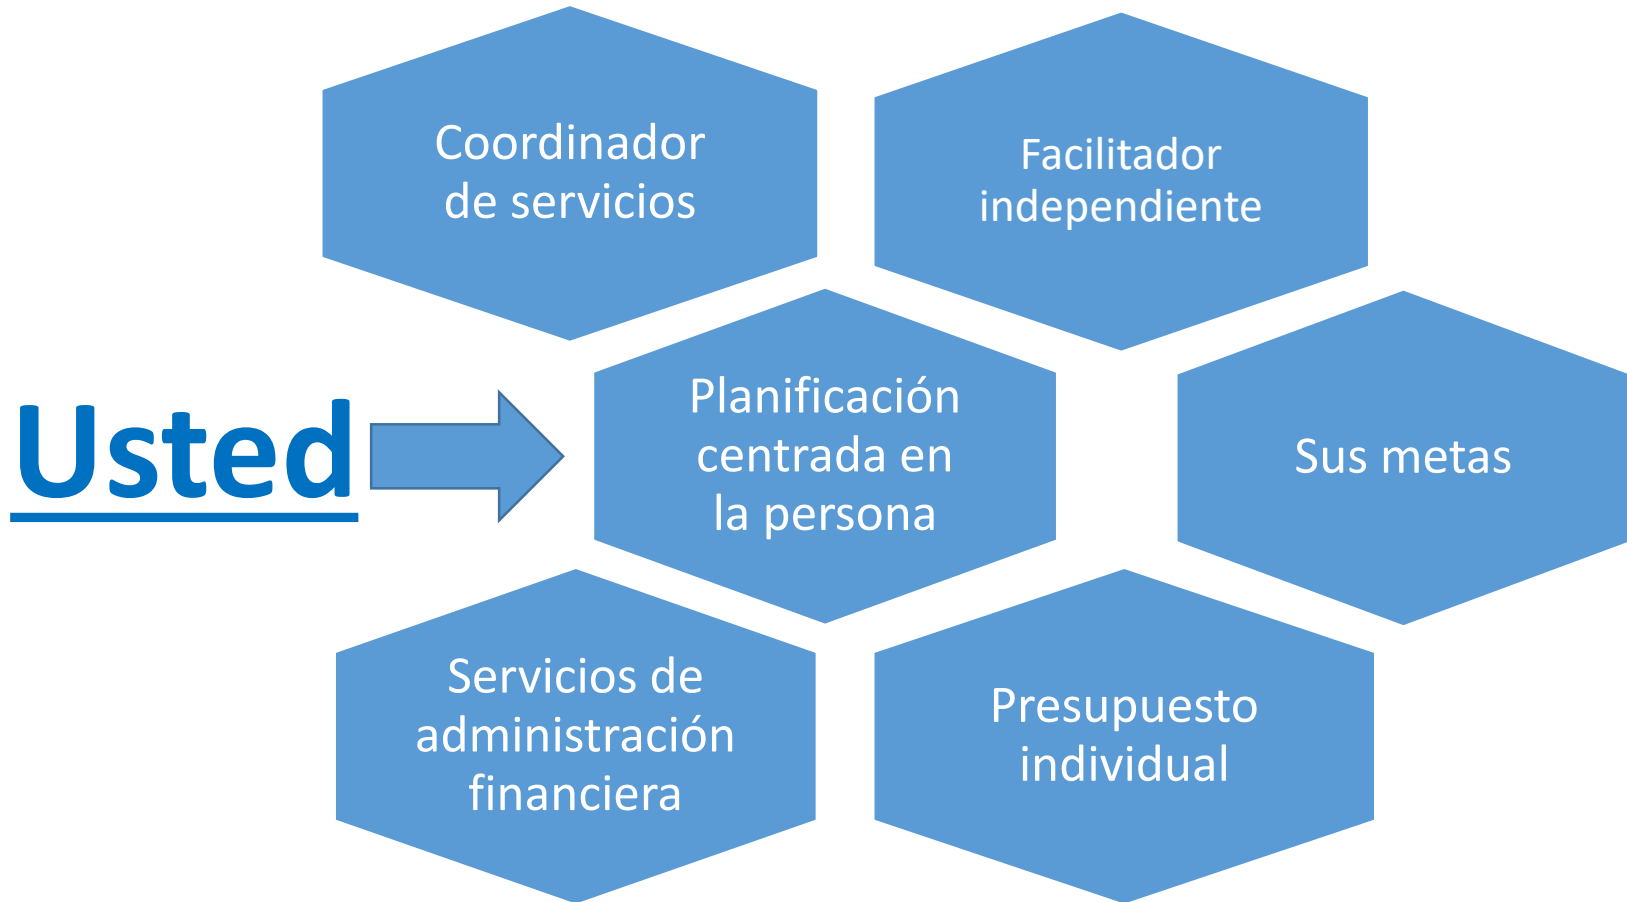 Coordinador
de servicios
Facilitador
independiente
Usted
Planificación
centrada en
la persona
Sus metas
Servicios de
administración
financiera
Presupuesto
individual